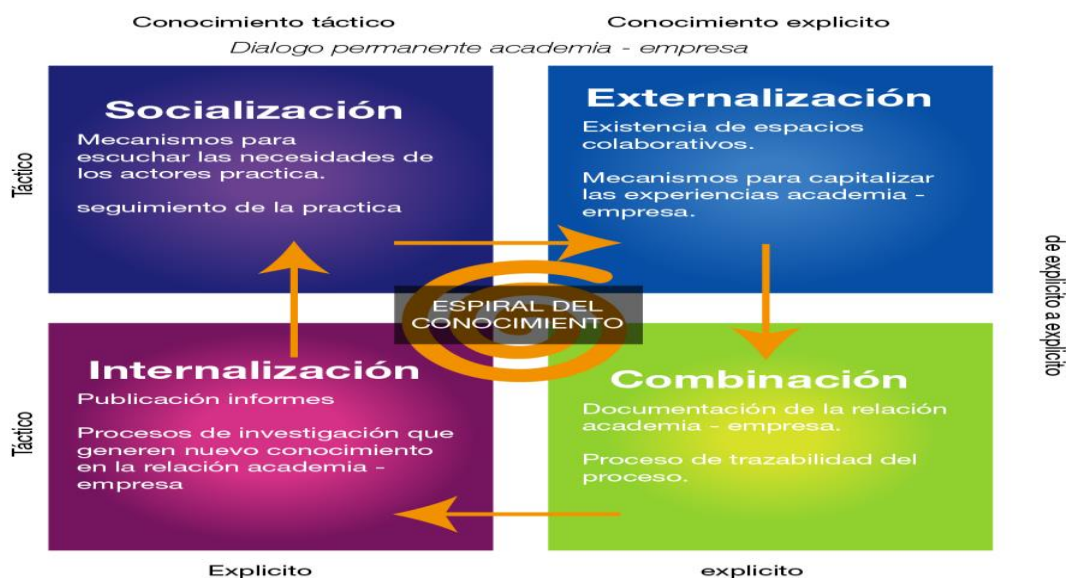 Conocimiento táctico
Conocimiento explicito
Dialogo permanente academia - empresa
Socialización
Mecanismos para
escuchar las necesidades de
los actores practica.
seguimiento de la practica
Externalización
Existencia de espacios
colaborativos.
Mecanismos para capitalizar
las experiencias academia -
empresa.
Táctico
de explicito a explicito
ESPIRAL DEL
CONOCIMIENTO
Internalización
Publicación informes
Procesos de investigación que
generen nuevo conocimiento
en la relación academia -
empresa
Combinación
Documentación de la relación
academia - empresa.
Proceso de trazabilidad del
proceso.
Táctico
Explicito
explicito